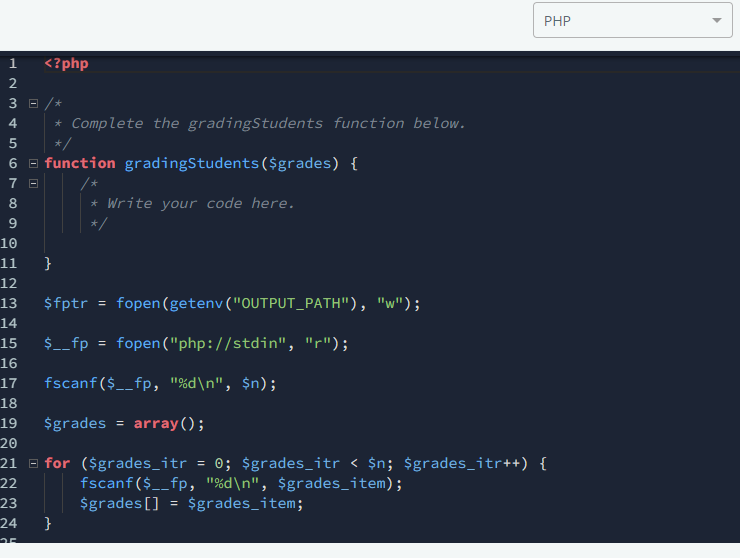 PHP
1 <?php
2
3 /*
4 * Complete the gradingStudents function below.
5 */
6 function gradingStudents($grades) {
7 /*
8 * Write your code here.
9 */
10
11 }
12
13 $fptr = fopen(getenv("OUTPUT_PATH"), "w");
14
15 $__fp = fopen("php://stdin", "r");
16
17 fscanf($__fp, "%d\n", $n);
18
19 $grades = array();
20
21 for ($grades_itr = 0; $grades_itr < $n; $grades_itr++) {
22 fscanf($__fp, "%d\n", $grades_item);
23 $grades[] = $grades_item;
24 }
25